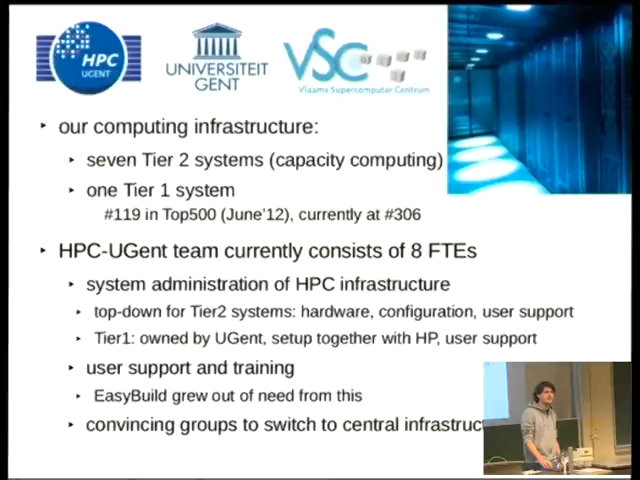 HPC
UGENT
UNIVERSITEIT
GENT
VSC
Vlaams Supercomputer Centrum
‣ our computing infrastructure:
‣ seven Tier 2 systems (capacity computing)
‣ one Tier 1 system
#119 in Top500 (June'12), currently at #306
‣ HPC-UGent team currently consists of 8 FTEs
‣ system administration of HPC infrastructure
‣ top-down for Tier2 systems: hardware, configuration, user support
‣ Tier1: owned by UGent, setup together with HP, user support
‣ user support and training
‣ EasyBuild grew out of need from this
‣ convincing groups to switch to central infrastruc